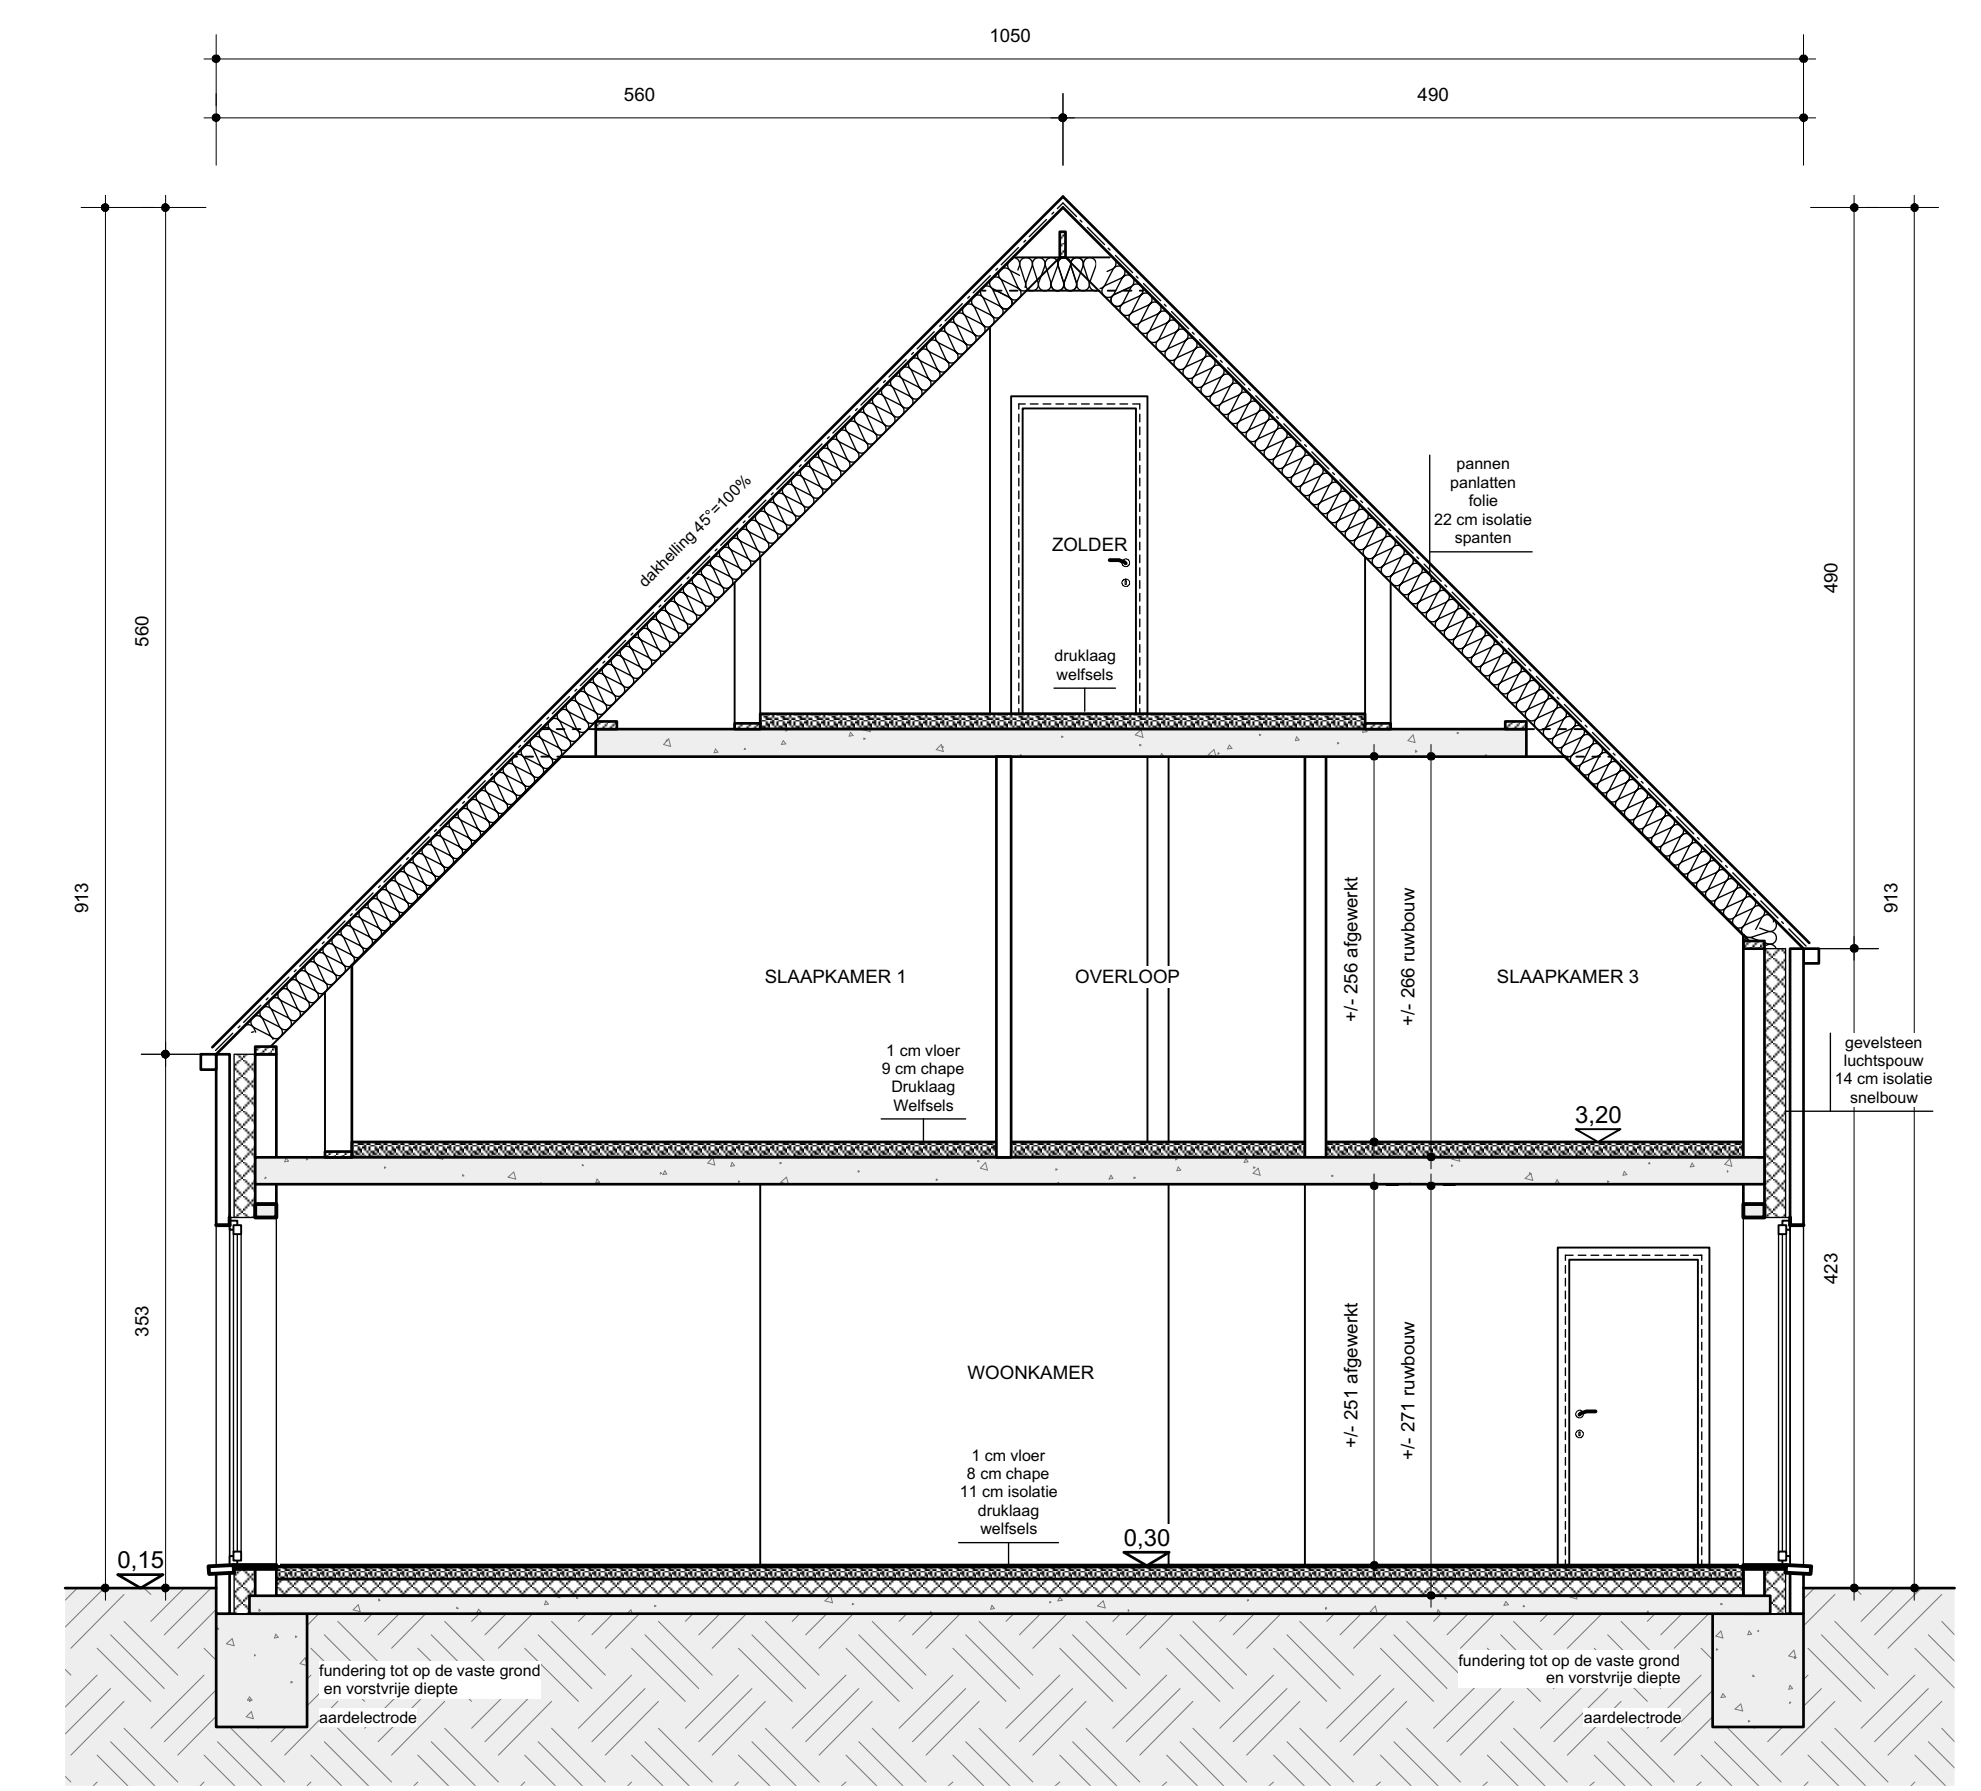 1050
560
490
dakhelling 45°=100%
pannen
panlatten
folie
22 cm isolatie
spanten
ZOLDER
druklaag
welfsels
560
490
913
913
SLAAPKAMER 1
OVERLOOP
SLAAPKAMER 3
+/- 256 afgewerkt
+/- 266 ruwbouw
1 cm vloer
9 cm chape
Druklaag
Welfsels
gevelsteen
luchtspouw
14 cm isolatie
snelbouw
3,20
353
423
WOONKAMER
+/- 251 afgewerkt
+/- 271 ruwbouw
1 cm vloer
8 cm chape
11 cm isolatie
druklaag
welfsels
0,30
0,15
fundering tot op de vaste grond
en vorstvrije diepte
aardelectrode
fundering tot op de vaste grond
en vorstvrije diepte
aardelectrode